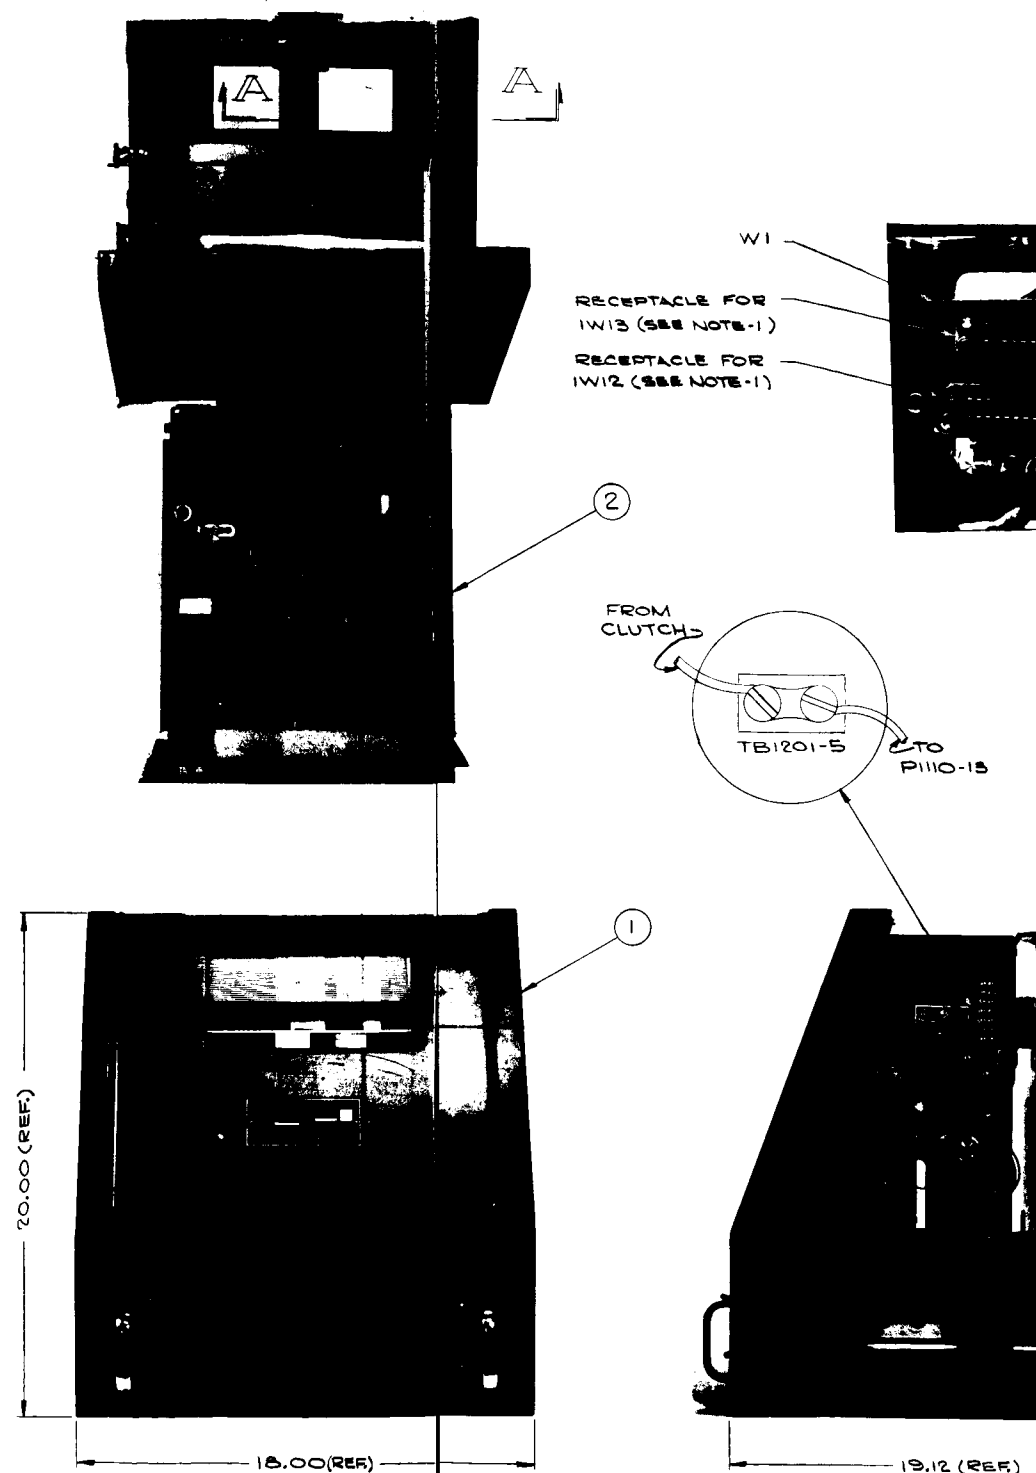 A A
W1
RECEPTACLE FOR
1W13 (SEE NOTE-1)
RECEPTACLE FOR
1W12 (SEE NOTE-1)
2
FROM
CLUTCH
TB1201-5
TO
P1110-13
1
20.00 (REF.)
18.00 (REF.)
19.12 (REF.)